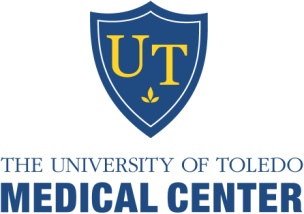 UT
THE UNIVERSITY OF TOLEDO
MEDICAL CENTER